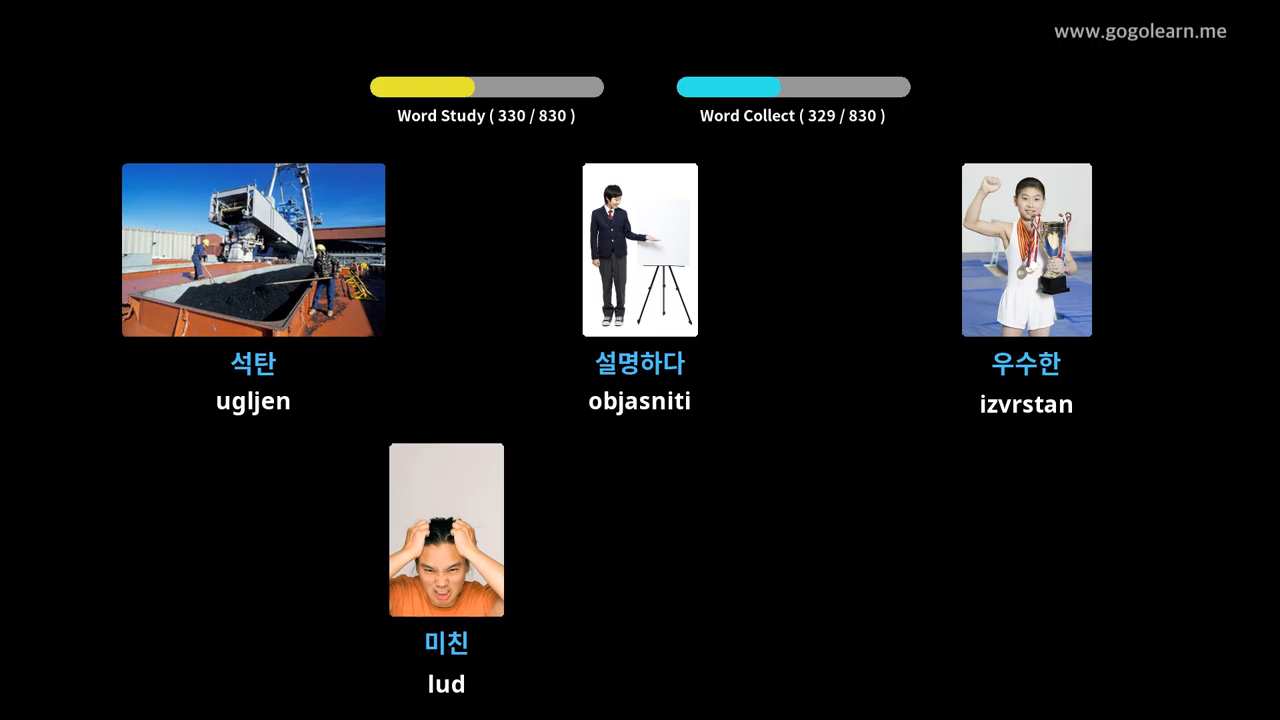 www.gogolearn.me
Word Study ( 330 / 830 )
Word Collect ( 329 / 830 )
석탄
ugljen
설명하다
objasniti
우수한
izvrstan
미친
lud